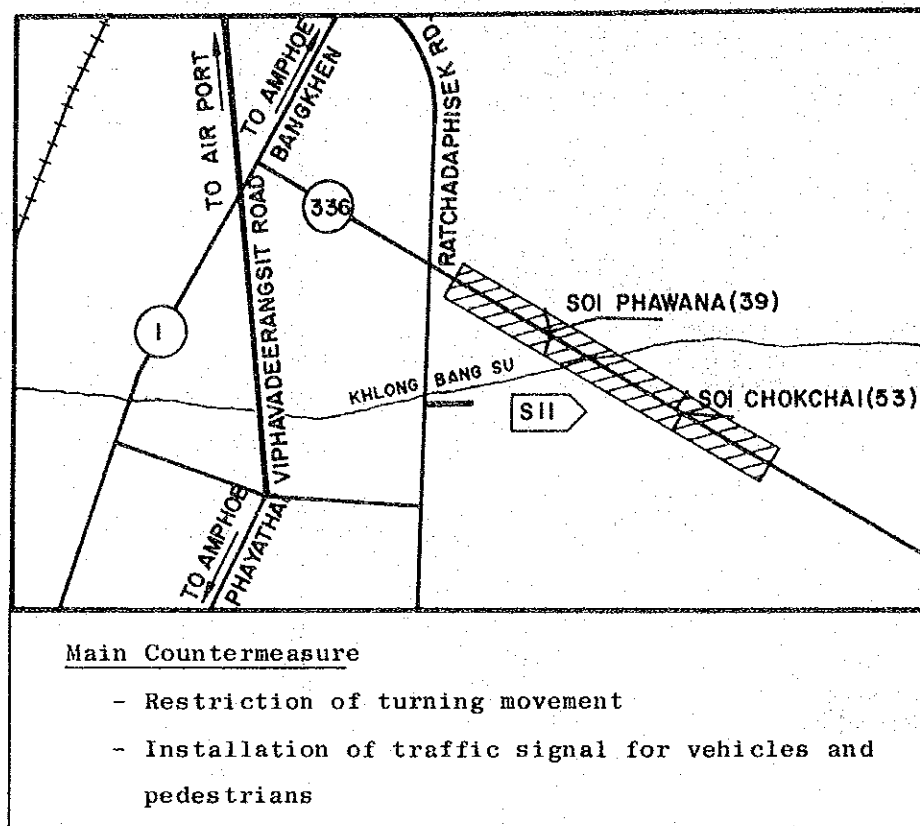 TO AIR PORT
TO AMPHOE
BANGKHEN
RATCHADAPHISEK RD
336
VIPHAVADEERANGSIT ROAD
SOI PHAWANA(39)
1
KHLONG BANG SU
S11
SOI CHOKCHAI(53)
TO AMPHOE
PHAYATHAI
Main Countermeasure
- Restriction of turning movement
- Installation of traffic signal for vehicles and
pedestrians